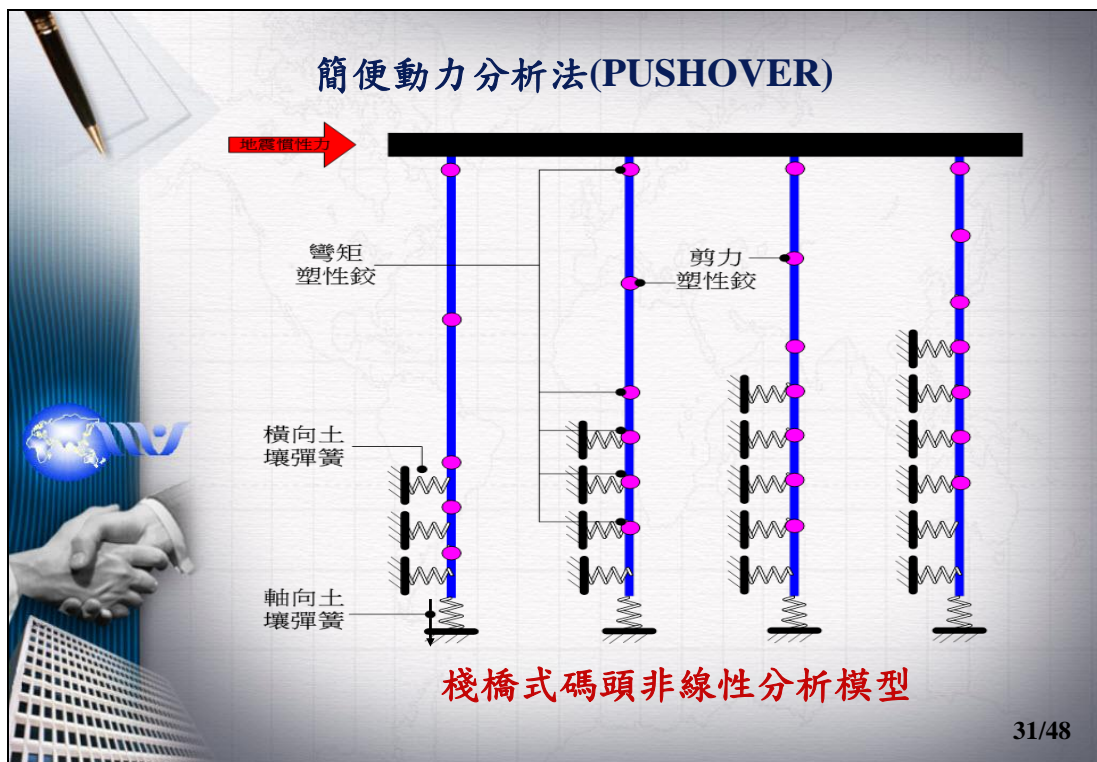 簡便動力分析法(PUSHOVER)
地震慣性力
彎矩
塑性鉸
剪力
塑性鉸
橫向土
壤彈簧
軸向土
壤彈簧
棧橋式碼頭非線性分析模型
31/48